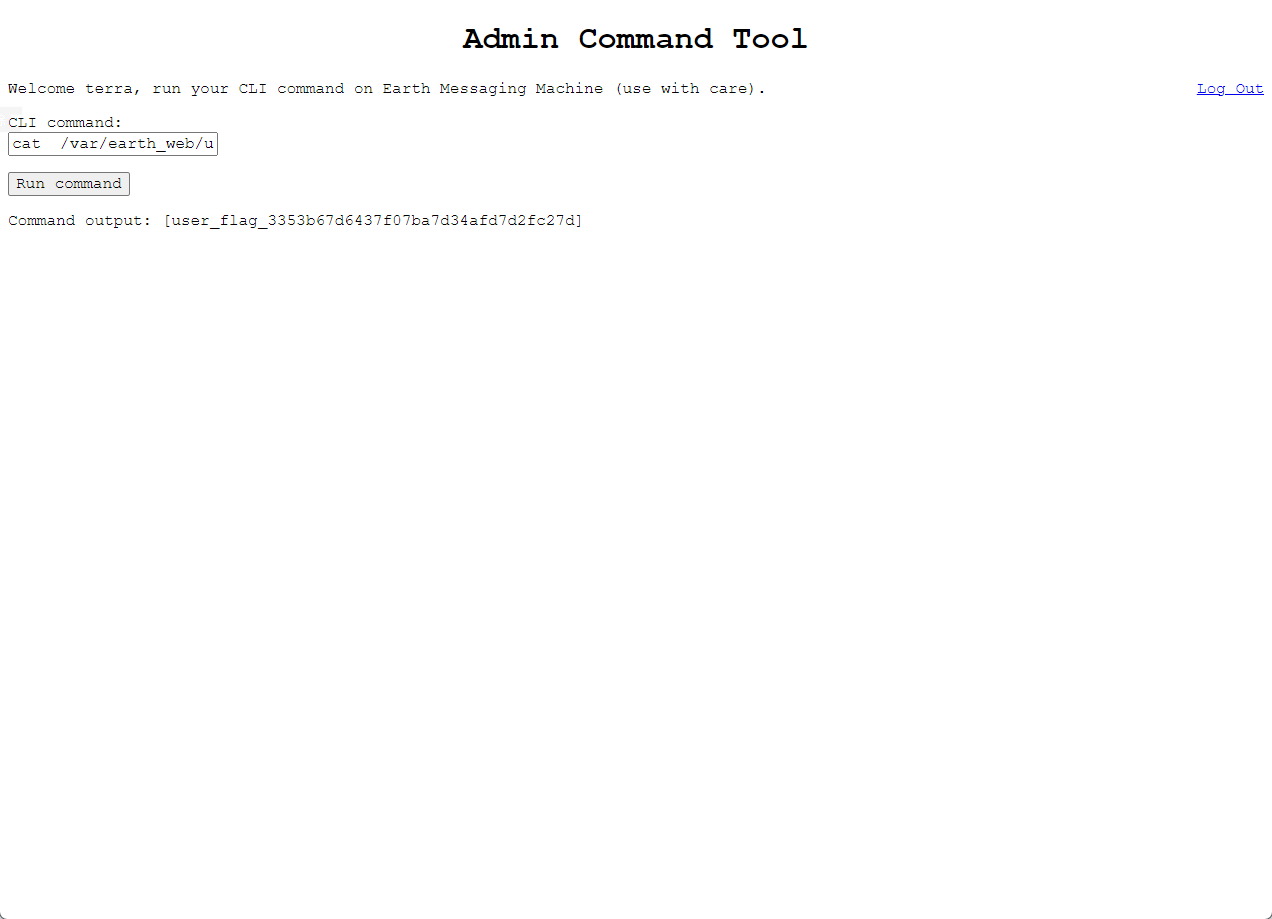 Admin Command Tool
Welcome terra, run your CLI command on Earth Messaging Machine (use with care). Log Out
CLI command:
cat  /var/earth_web/u
Run command
Command output: [user_flag_3353b67d6437f07ba7d34afd7d2fc27d]